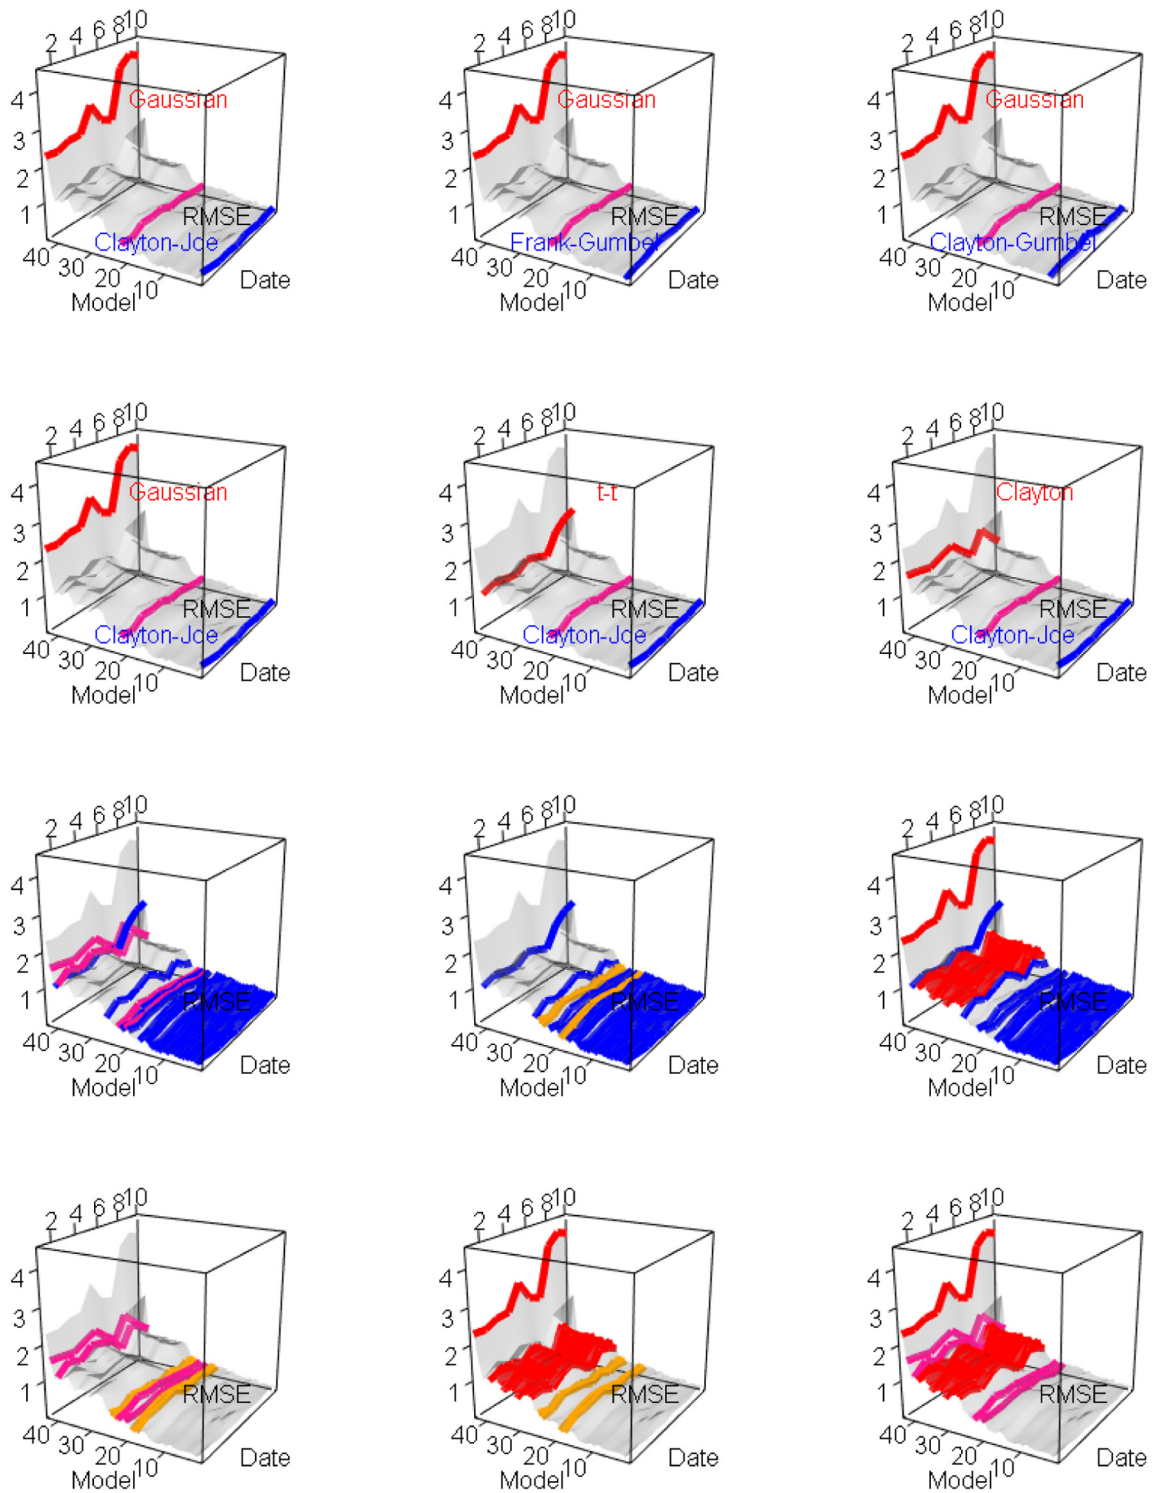 2 4 6 8 10 2 4 6 8 10 2 4 6 8 10
4 Gaussian 4 Gaussian 4 Gaussian
3 3 3
2 2 2
1 RMSE 1 RMSE 1 RMSE
Clayton-Joe Frank-Gumbel Clayton-Gumbel
40 30 20 10 Date 40 30 20 10 Date 40 30 20 10 Date
Model Model Model
2 4 6 8 10 2 4 6 8 10 2 4 6 8 10
4 Gaussian 4 t-t 4 Clayton
3 3 3
2 2 2
1 RMSE 1 RMSE 1 RMSE
Clayton-Joe Clayton-Joe Clayton-Joe
40 30 20 10 Date 40 30 20 10 Date 40 30 20 10 Date
Model Model Model
2 4 6 8 10 2 4 6 8 10 2 4 6 8 10
4 4 4
3 3 3
2 2 2
1 RMSE 1 RMSE 1 RMSE
40 30 20 10 Date 40 30 20 10 Date 40 30 20 10 Date
Model Model Model
2 4 6 8 10 2 4 6 8 10 2 4 6 8 10
4 4 4
3 3 3
2 2 2
1 RMSE 1 RMSE 1 RMSE
40 30 20 10 Date 40 30 20 10 Date 40 30 20 10 Date
Model Model Model